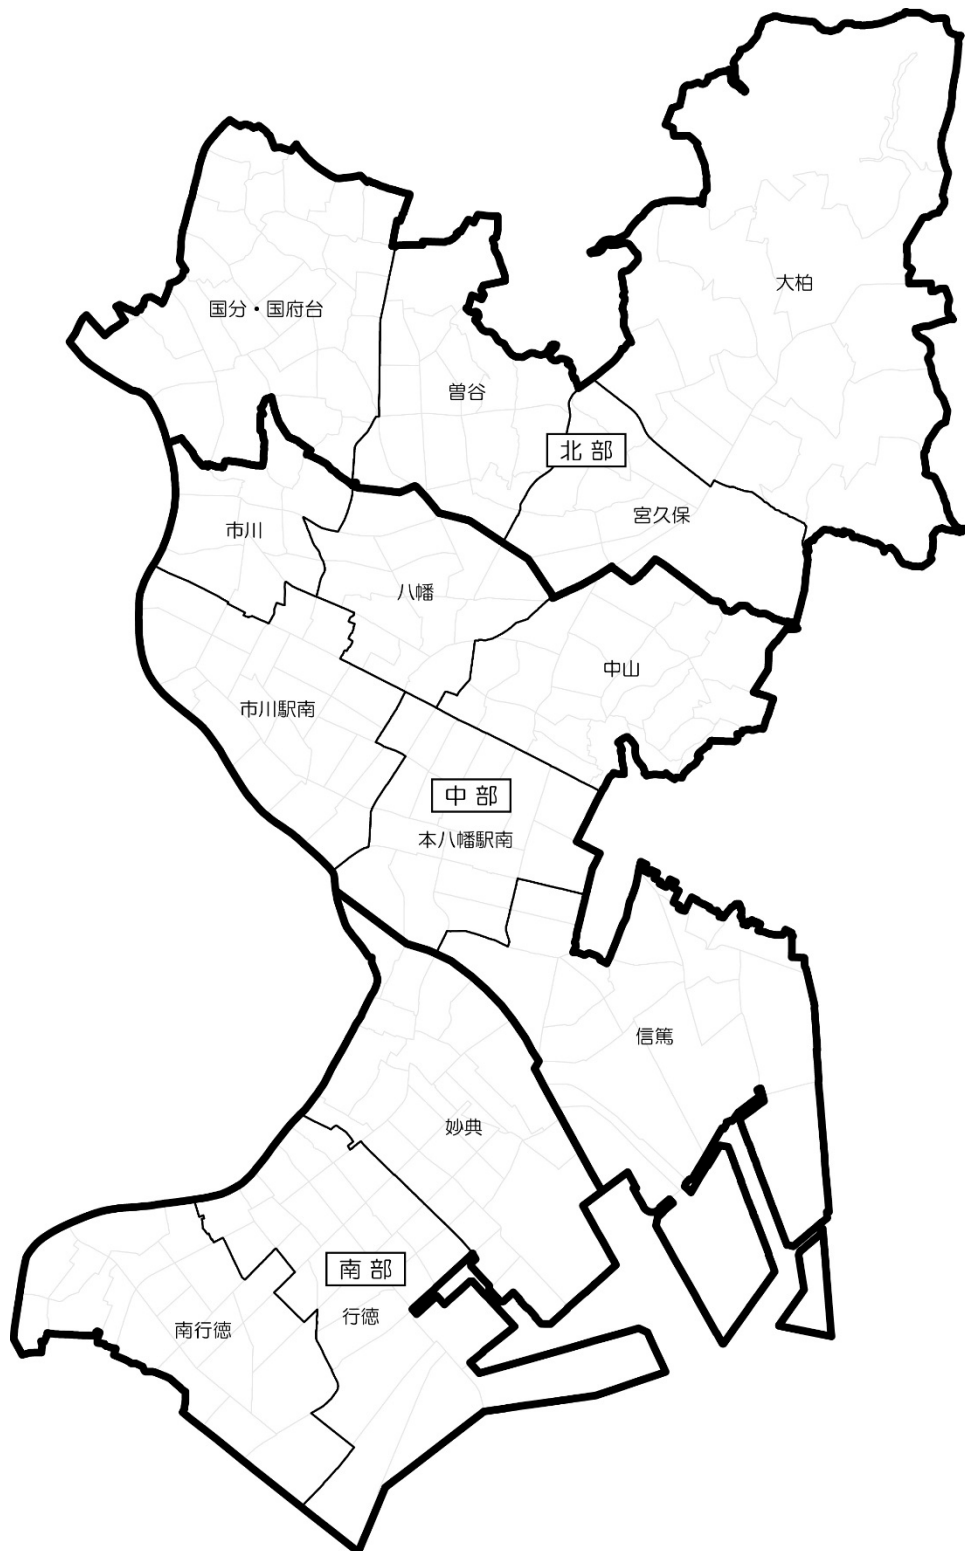 大柏
国分・国府台
曽谷
北部
宮久保
市川
八幡
中山
市川駅南
中部
本八幡駅南
信篤
妙典
南部
行徳
南行徳